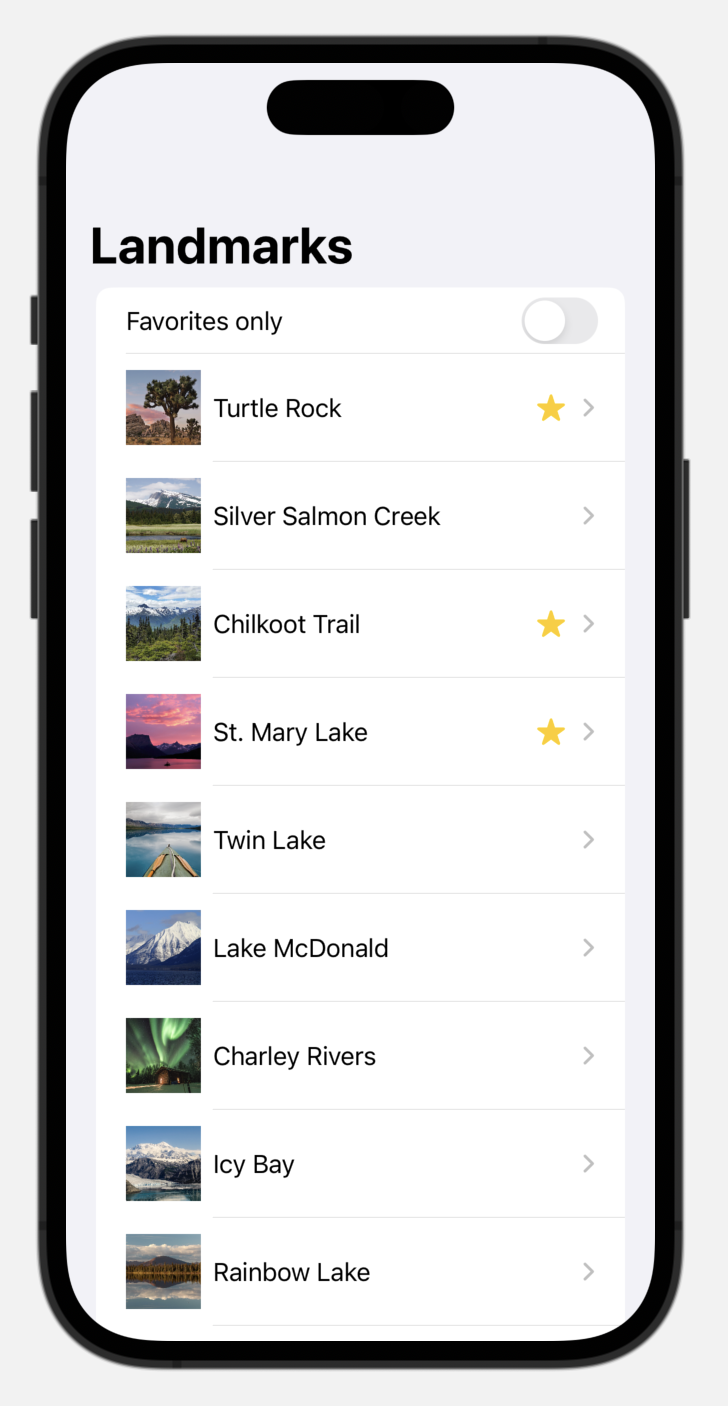 Landmarks
Favorites only
Turtle Rock
Silver Salmon Creek
Chilkoot Trail
St. Mary Lake
Twin Lake
Lake McDonald
Charley Rivers
Icy Bay
Rainbow Lake